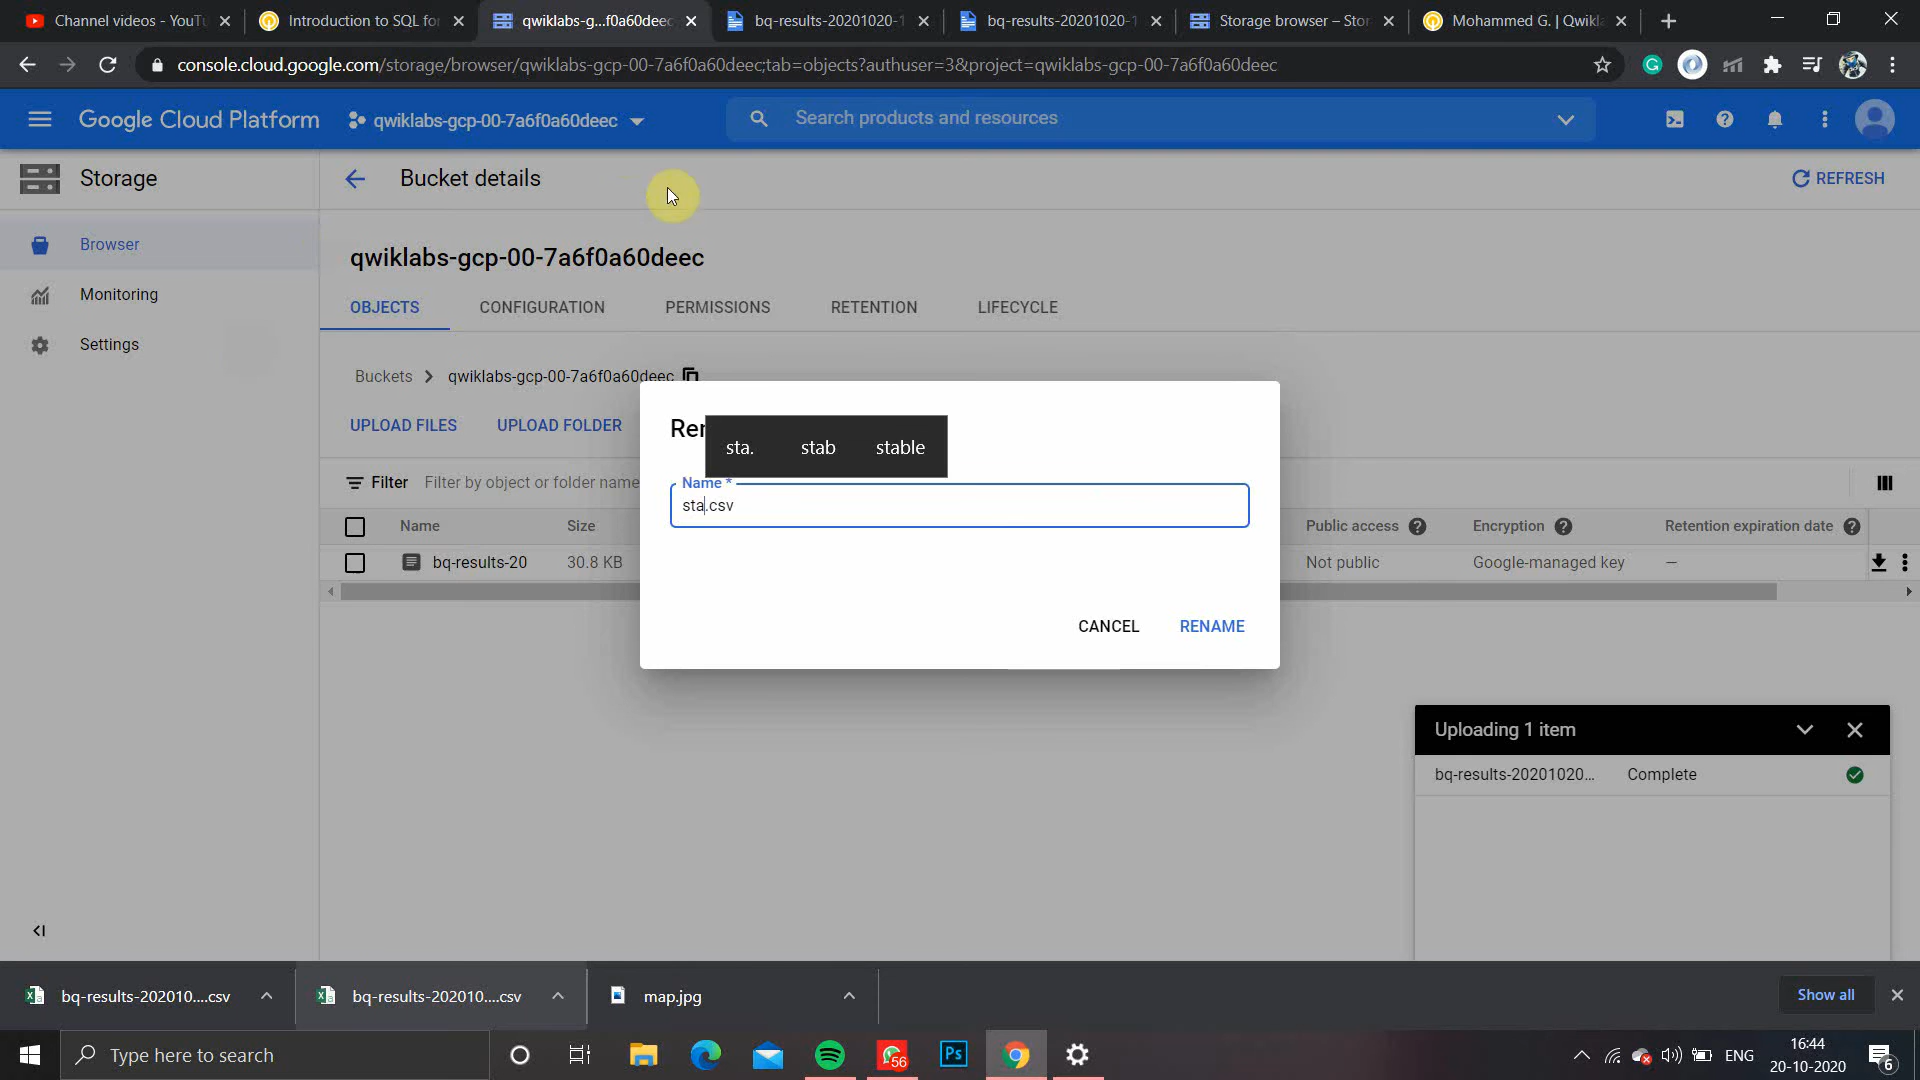 Channel videos - YouTu
Introduction to SQL for
qwiklabs-g...f0a60deec
bq-results-20201020-1
bq-results-20201020-1
Storage browser – Stor
Mohammed G. | Qwikla
console.cloud.google.com/storage/browser/qwiklabs-gcp-00-7a6f0a60deec;tab=objects?authuser=3&project=qwiklabs-gcp-00-7a6f0a60deec
Google Cloud Platform
qwiklabs-gcp-00-7a6f0a60deec
Search products and resources
Storage
Bucket details
REFRESH
Browser
Monitoring
Settings
qwiklabs-gcp-00-7a6f0a60deec
OBJECTS
CONFIGURATION
PERMISSIONS
RETENTION
LIFECYCLE
Buckets
qwiklabs-gcp-00-7a6f0a60deec
UPLOAD FILES
UPLOAD FOLDER
Filter
Filter by object or folder name
Name
Size
Public access
Encryption
Retention expiration date
bq-results-20
30.8 KB
Not public
Google-managed key
—
Ren
sta.
stab
stable
Name *
sta.csv
CANCEL
RENAME
Uploading 1 item
bq-results-20201020...
Complete
bq-results-202010....csv
bq-results-202010....csv
map.jpg
Show all
Type here to search
56
Ps
ENG
16:44
20-10-2020
6